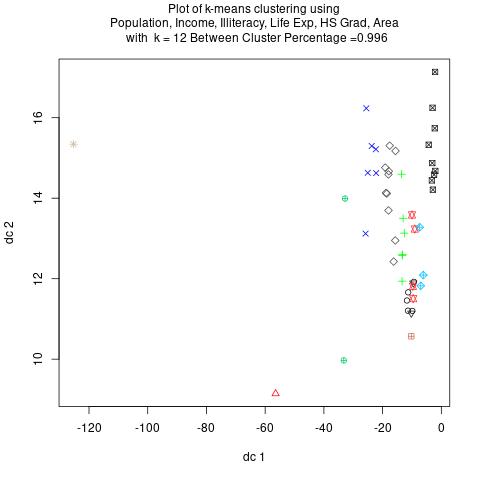 Plot of k-means clustering using
Population, Income, Illiteracy, Life Exp, HS Grad, Area
with k = 12 Between Cluster Percentage =0.996
16
14
12
10
dc 2
-120 -100 -80 -60 -40 -20 0
dc 1